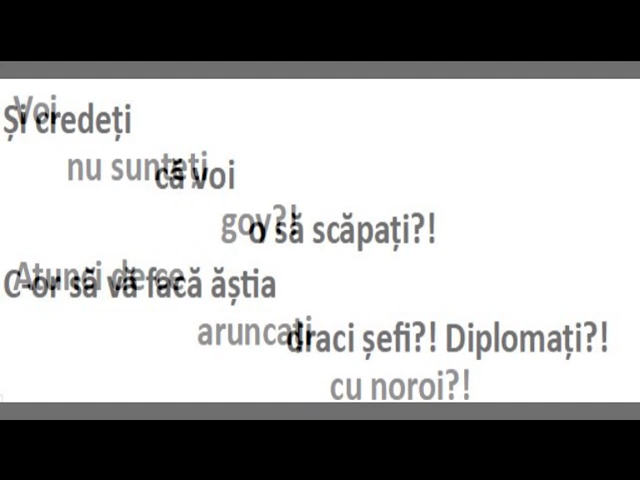 Voi
Și credeți
nu sunteți
că voi
goy?!
o să scăpați?!
Atunci de ce
C-or să vă facă ăștia
aruncați
draci șefi?! Diplomați?!
cu noroi?!